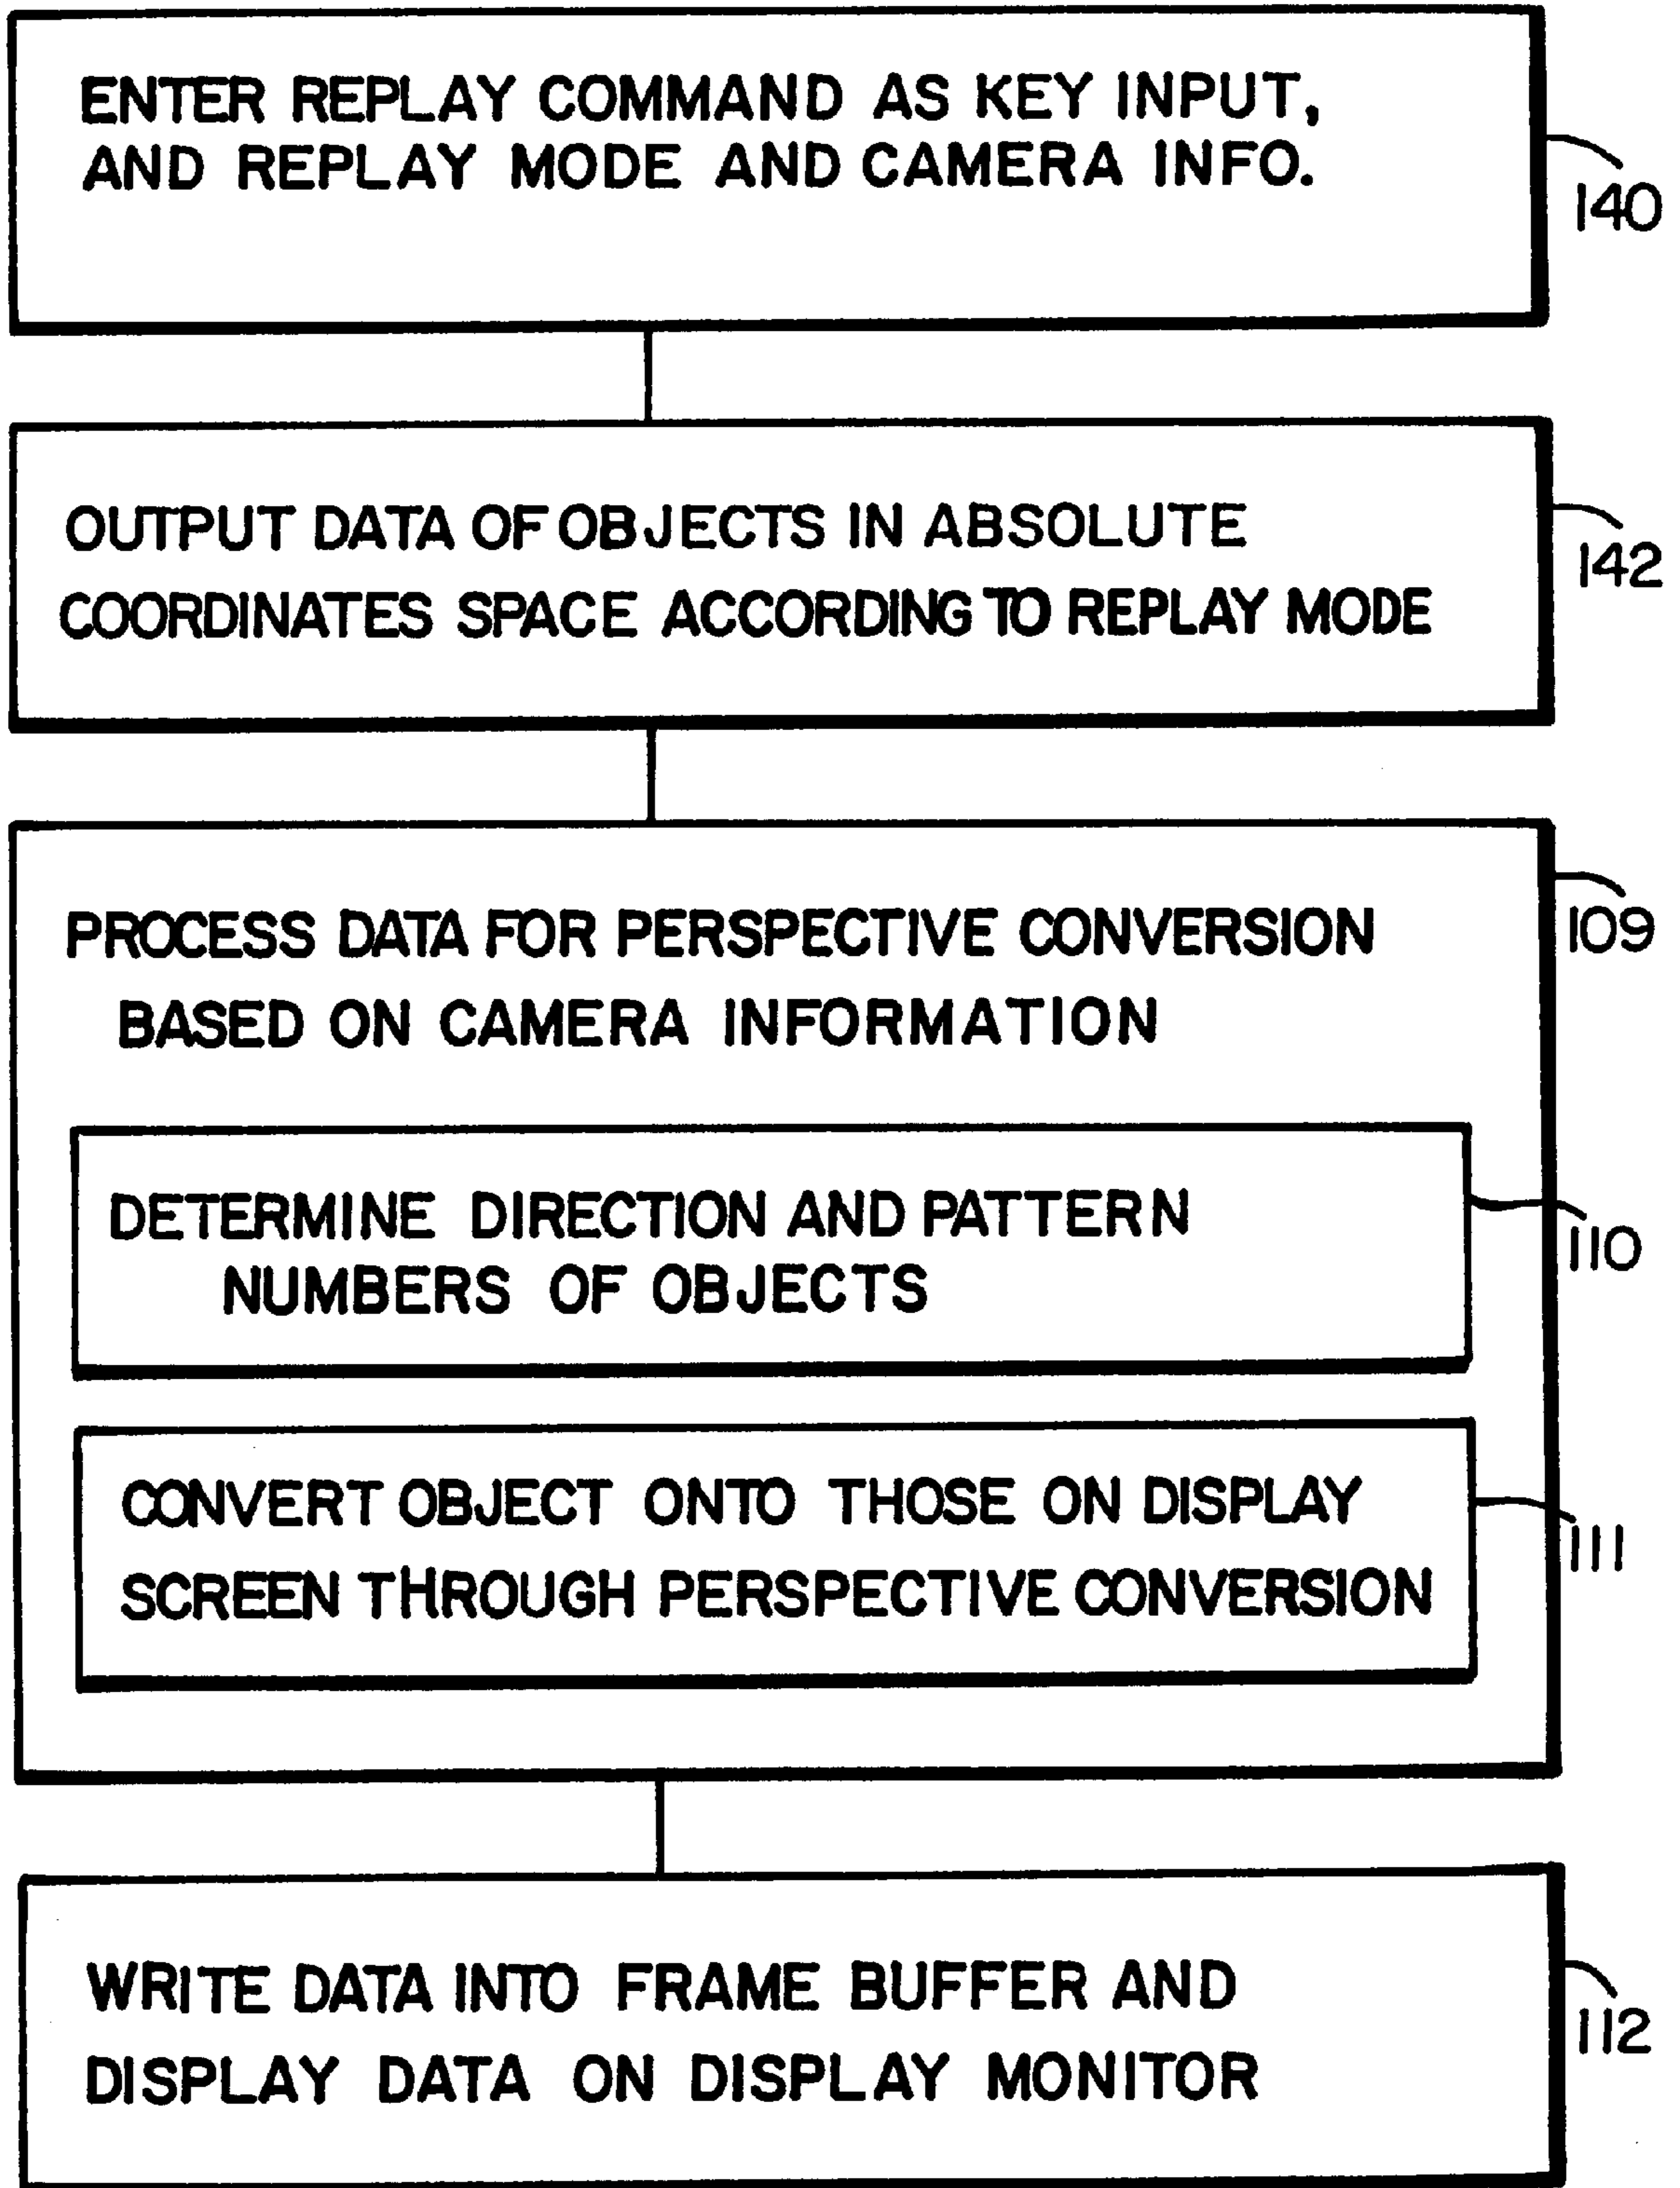 ENTER REPLAY COMMAND AS KEY INPUT,
AND REPLAY MODE AND CAMERA INFO.
140
OUTPUT DATA OF OBJECTS IN ABSOLUTE
COORDINATES SPACE ACCORDING TO REPLAY MODE
142
PROCESS DATA FOR PERSPECTIVE CONVERSION
BASED ON CAMERA INFORMATION
109
DETERMINE DIRECTION AND PATTERN
NUMBERS OF OBJECTS
110
CONVERT OBJECT ONTO THOSE ON DISPLAY
SCREEN THROUGH PERSPECTIVE CONVERSION
111
WRITE DATA INTO FRAME BUFFER AND
DISPLAY DATA ON DISPLAY MONITOR
112